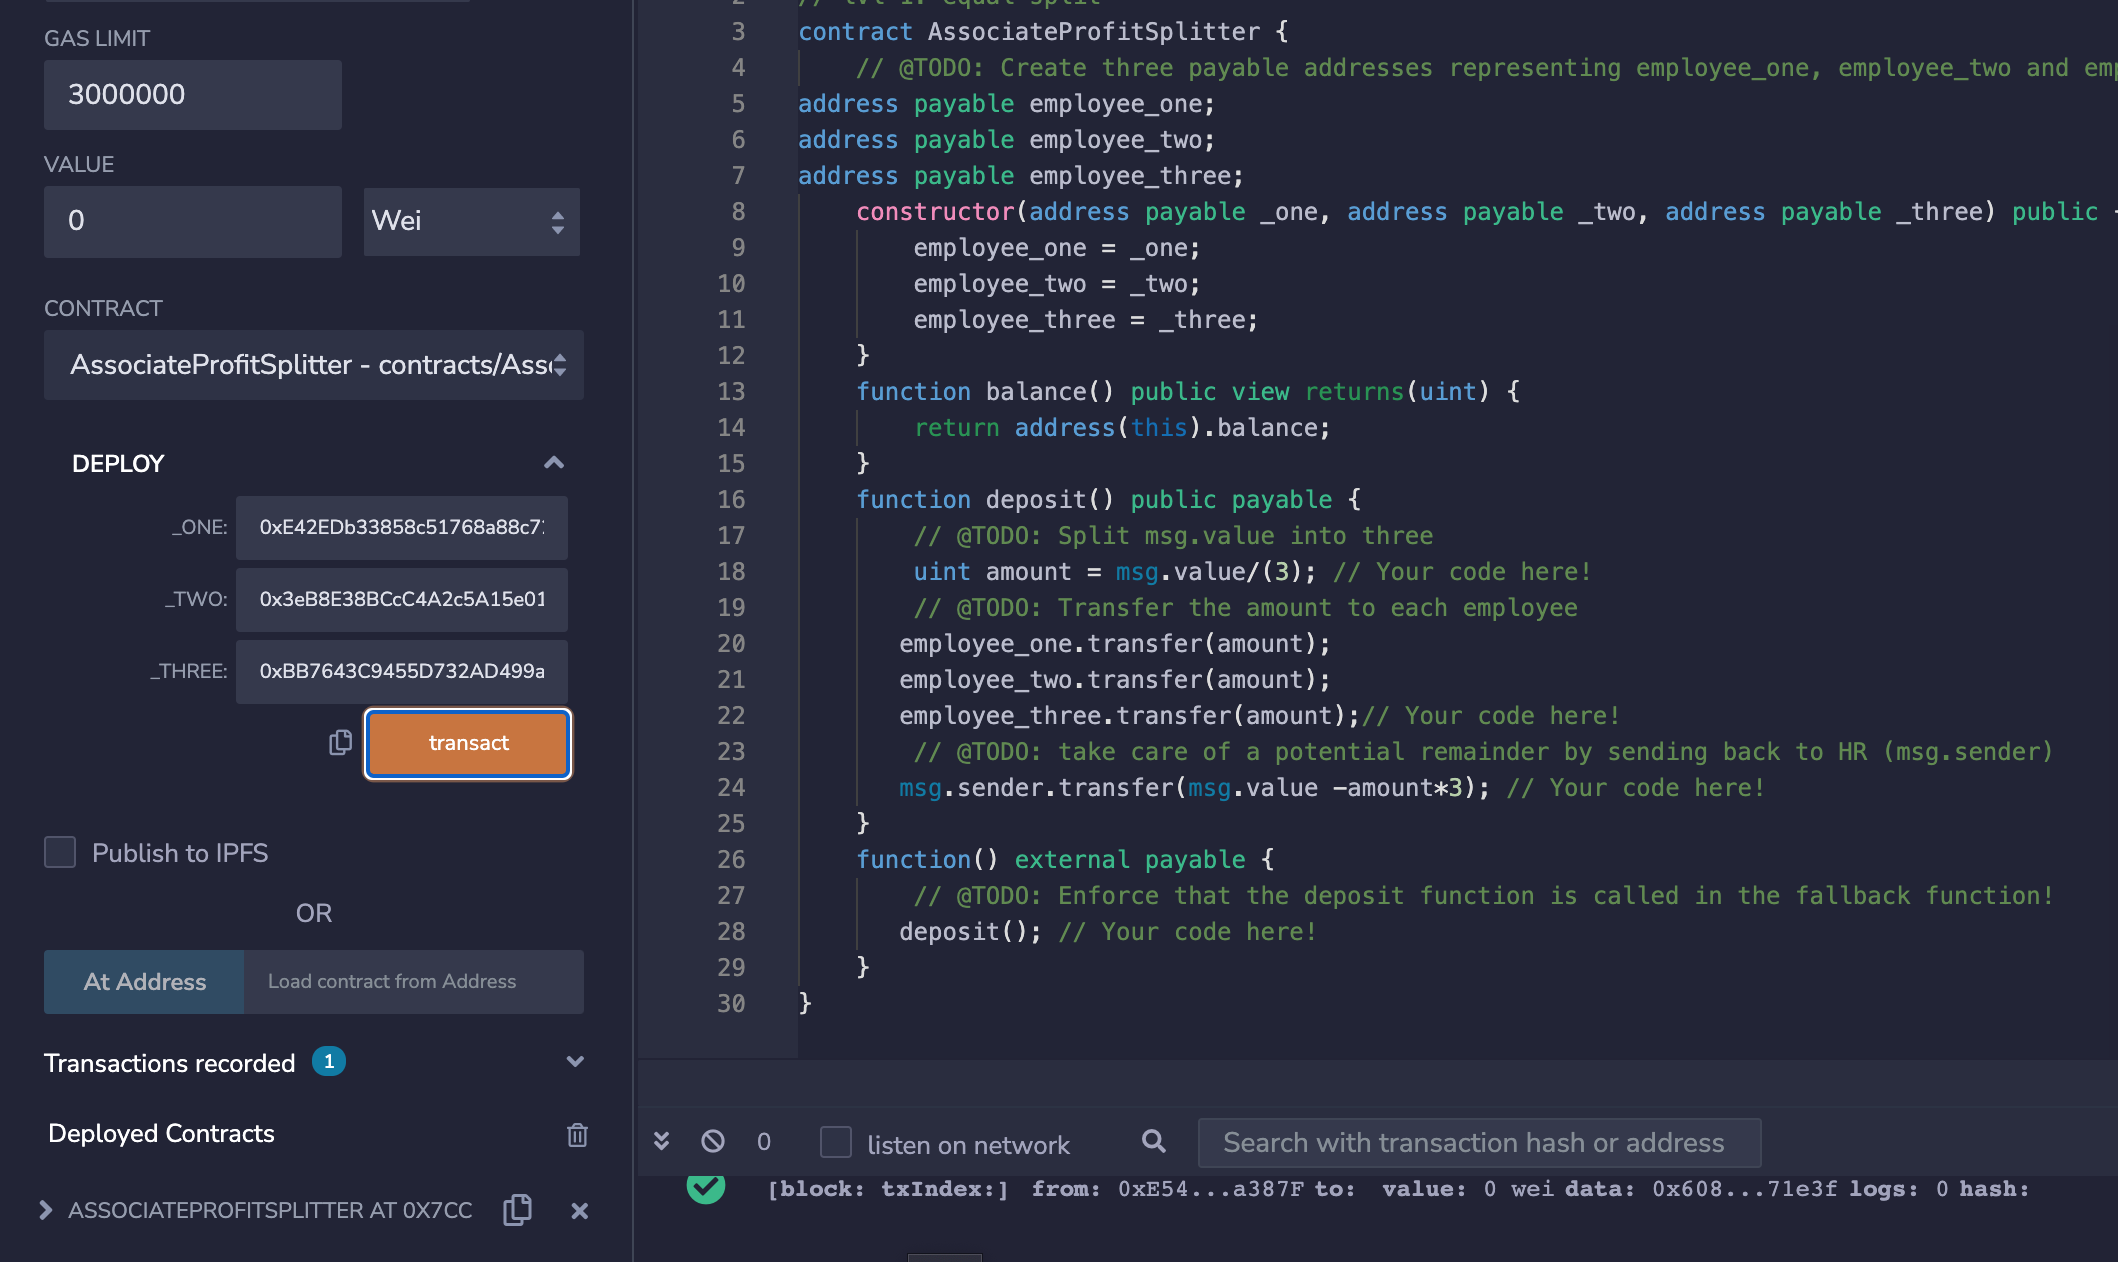 GAS LIMIT
3000000
VALUE
0
Wei
CONTRACT
AssociateProfitSplitter - contracts/Ass
DEPLOY
_ONE: 0xE42EDb33858c51768a88c7
_TWO: 0x3eB8E38BCcC4A2c5A15e01
_THREE: 0xBB7643C9455D732AD499a
transact
Publish to IPFS
OR
At Address
Load contract from Address
Transactions recorded 1
Deployed Contracts
ASSOCIATEPROFITSPLITTER AT 0X7CC
2 // lvl 1: equal split
3 contract AssociateProfitSplitter {
4 // @TODO: Create three payable addresses representing employee_one, employee_two and emp
5 address payable employee_one;
6 address payable employee_two;
7 address payable employee_three;
8 constructor(address payable _one, address payable _two, address payable _three) public
9 employee_one = _one;
10 employee_two = _two;
11 employee_three = _three;
12 }
13 function balance() public view returns(uint) {
14 return address(this).balance;
15 }
16 function deposit() public payable {
17 // @TODO: Split msg.value into three
18 uint amount = msg.value/(3); // Your code here!
19 // @TODO: Transfer the amount to each employee
20 employee_one.transfer(amount);
21 employee_two.transfer(amount);
22 employee_three.transfer(amount);// Your code here!
23 // @TODO: take care of a potential remainder by sending back to HR (msg.sender)
24 msg.sender.transfer(msg.value -amount*3); // Your code here!
25 }
26 function() external payable {
27 // @TODO: Enforce that the deposit function is called in the fallback function!
28 deposit(); // Your code here!
29 }
30 }
0
listen on network
Search with transaction hash or address
[block: txIndex:] from: 0xE54...a387F to: value: 0 wei data: 0x608...71e3f logs: 0 hash: